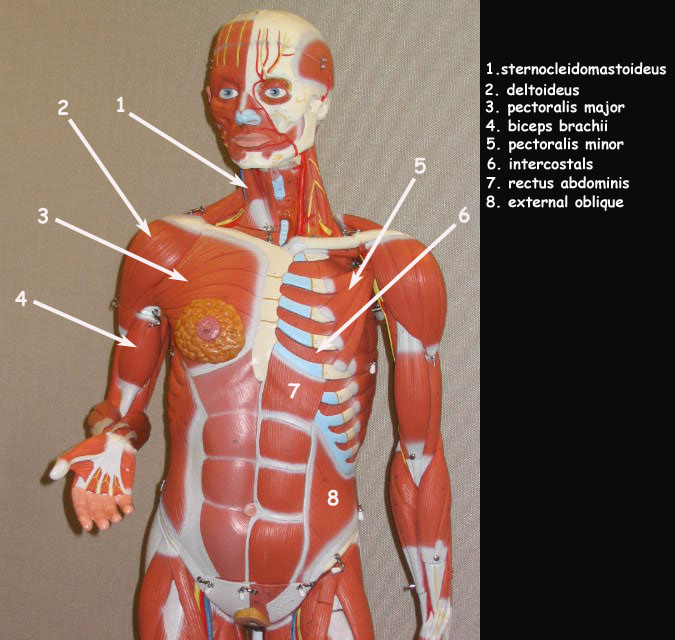 1.sternocleidomastoideus
2. deltoideus
3. pectoralis major
4. biceps brachii
5. pectoralis minor
6. intercostals
7. rectus abdominis
8. external oblique
1
2
5
3
6
4
7
8